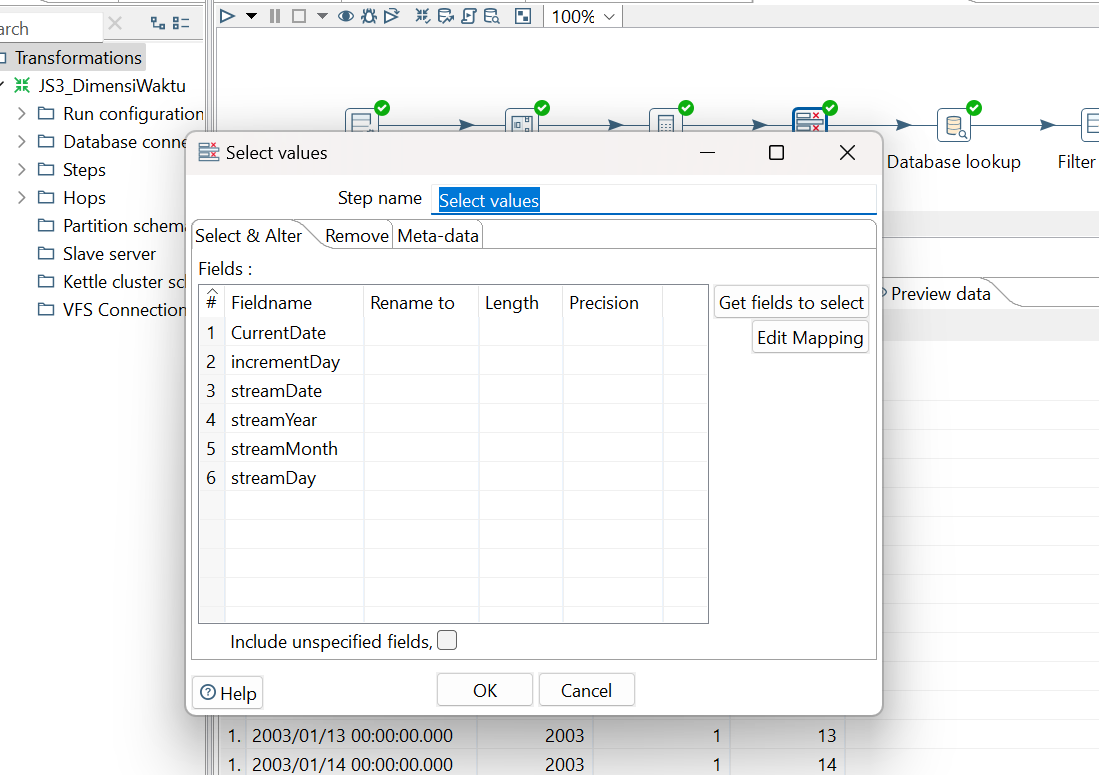 100%
arch
Transformations
JS3_DimensiWaktu
Run configuration
Database conne
Steps
Hops
Partition schema
Slave server
Kettle cluster sc
VFS Connection
Database lookup
Filter
Select values
Step name Select values
Select & Alter Remove Meta-data
Fields :
# Fieldname Rename to Length Precision
1 CurrentDate
2 incrementDay
3 streamDate
4 streamYear
5 streamMonth
6 streamDay
Get fields to select
Edit Mapping
Include unspecified fields,
Help OK Cancel
Preview data
1. 2003/01/13 00:00:00.000 2003 1 13
1. 2003/01/14 00:00:00.000 2003 1 14